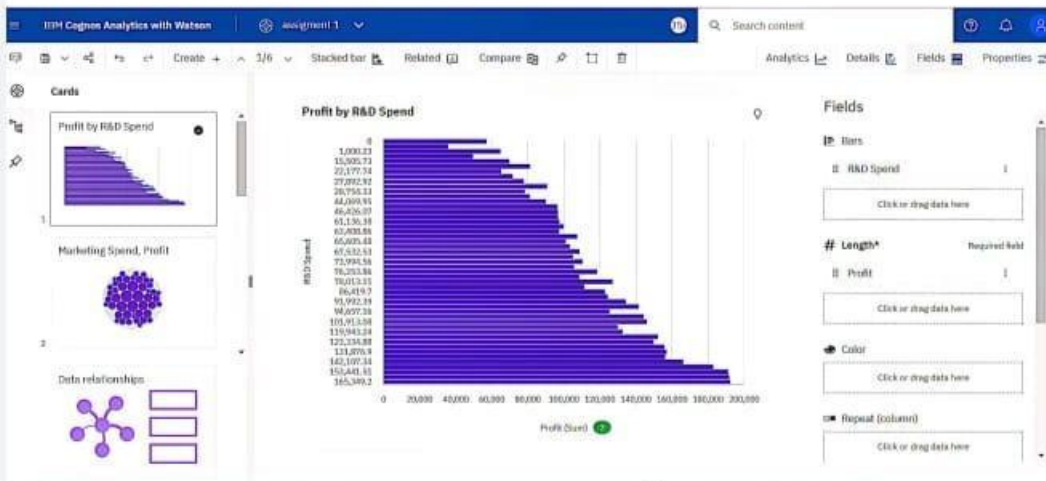 IBM Cognos Analytics with Watson
assigment 1
Search content
Create +
1/6
Stacked bar
Related
Compare
Analytics
Details
Fields
Properties
Cards
Profit by R&D Spend
1
Marketing Spend, Profit
2
Data relationships
Profit by R&D Spend
R&D Spend
0
1,000.23
15,505.73
22,177.74
27,892.92
28,754.33
44,069.95
46,426.07
61,136.38
63,408.86
65,605.48
67,532.53
73,994.56
76,253.86
78,013.11
86,419.7
91,992.39
94,657.16
101,913.08
119,943.24
123,334.88
131,876.9
142,107.34
153,441.51
165,349.2
0 20,000 40,000 60,000 80,000 100,000 120,000 140,000 160,000 180,000 200,000
Profit (Sum)
Fields
Bars
R&D Spend
Click or drag data here
# Length* Required field
Profit
Click or drag data here
Color
Click or drag data here
Repeat (column)
Click or drag data here